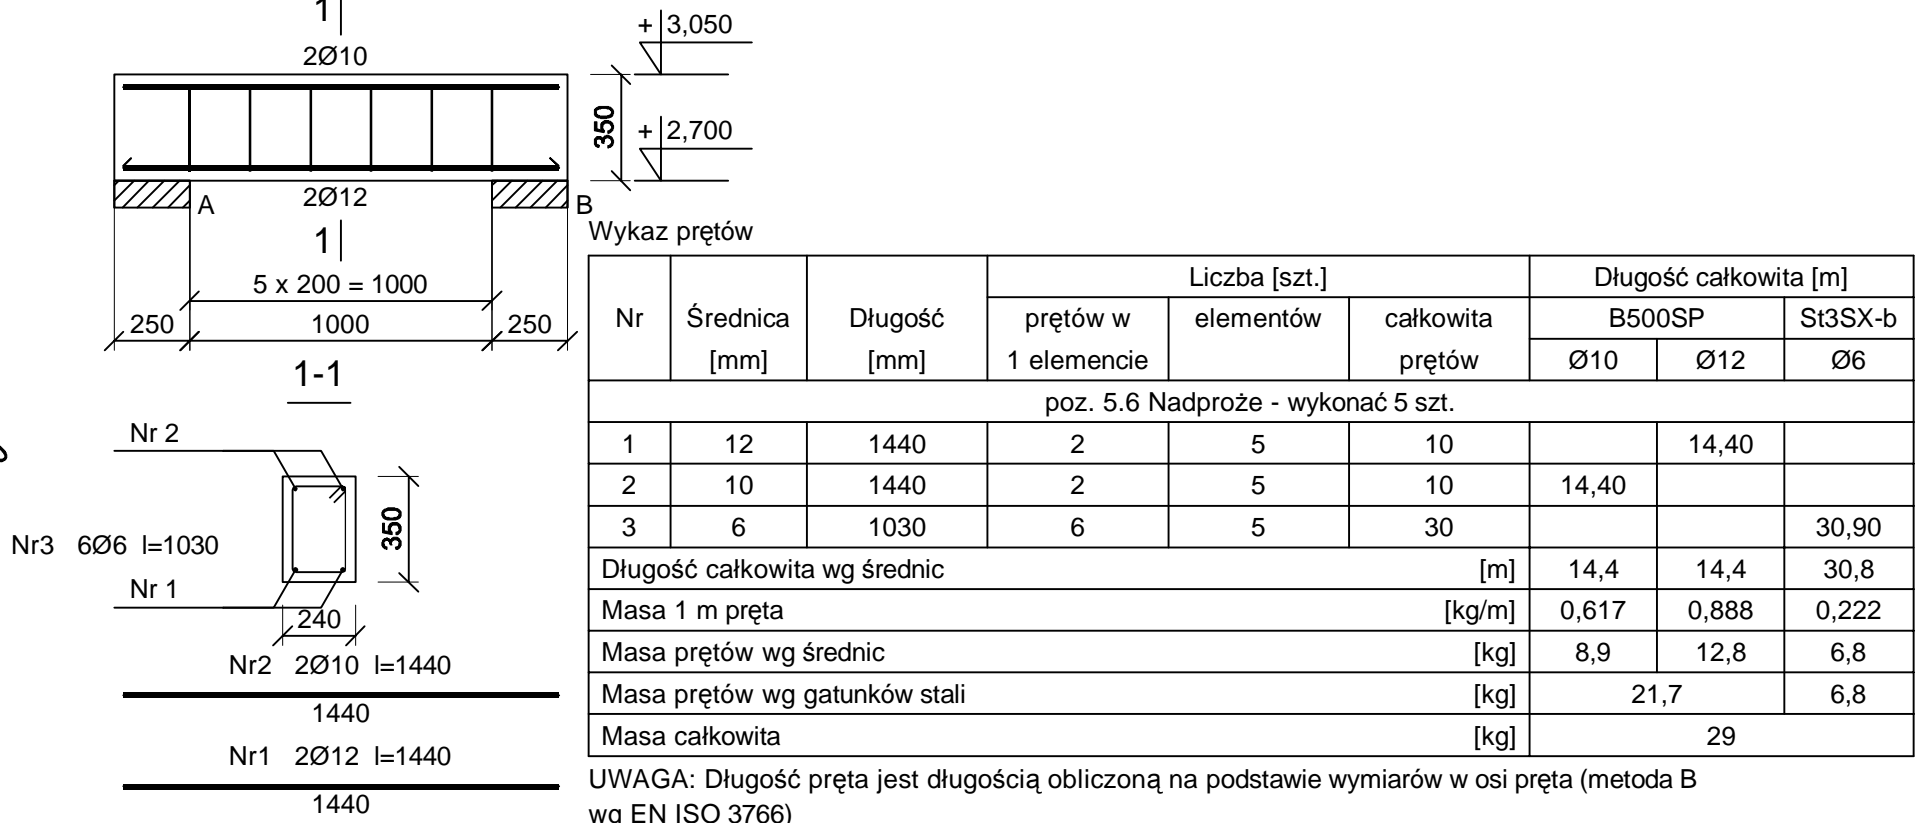 1
2Ø10
+ 3,050
350
+ 2,700
A
2Ø12
B
1
5 x 200 = 1000
250 1000 250
1-1
Nr 2
350
Nr3 6Ø6 l=1030
Nr 1
240
Nr2 2Ø10 l=1440
1440
Nr1 2Ø12 l=1440
1440
Wykaz prętów
Liczba [szt.] Długość całkowita [m]
Nr Średnica Długość prętów w elementów całkowita B500SP St3SX-b
[mm] [mm] 1 elemencie prętów Ø10 Ø12 Ø6
poz. 5.6 Nadproże - wykonać 5 szt.
1 12 1440 2 5 10 14,40
2 10 1440 2 5 10 14,40
3 6 1030 6 5 30 30,90
Długość całkowita wg średnic [m] 14,4 14,4 30,8
Masa 1 m pręta [kg/m] 0,617 0,888 0,222
Masa prętów wg średnic [kg] 8,9 12,8 6,8
Masa prętów wg gatunków stali [kg] 21,7 6,8
Masa całkowita [kg] 29
UWAGA: Długość pręta jest długością obliczoną na podstawie wymiarów w osi pręta (metoda B
wg EN ISO 3766)